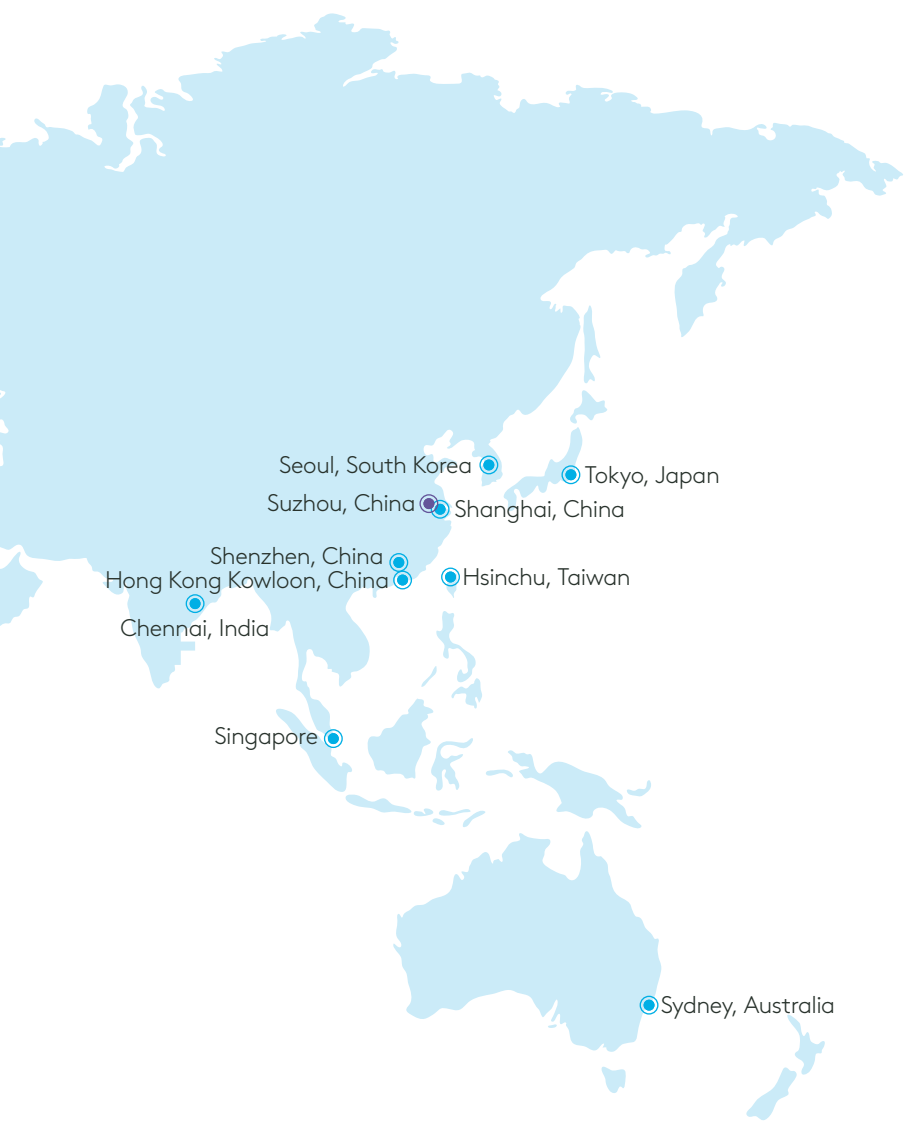 Seoul, South Korea
Tokyo, Japan
Suzhou, China
Shanghai, China
Shenzhen, China
Hong Kong Kowloon, China
Hsinchu, Taiwan
Chennai, India
Singapore
Sydney, Australia